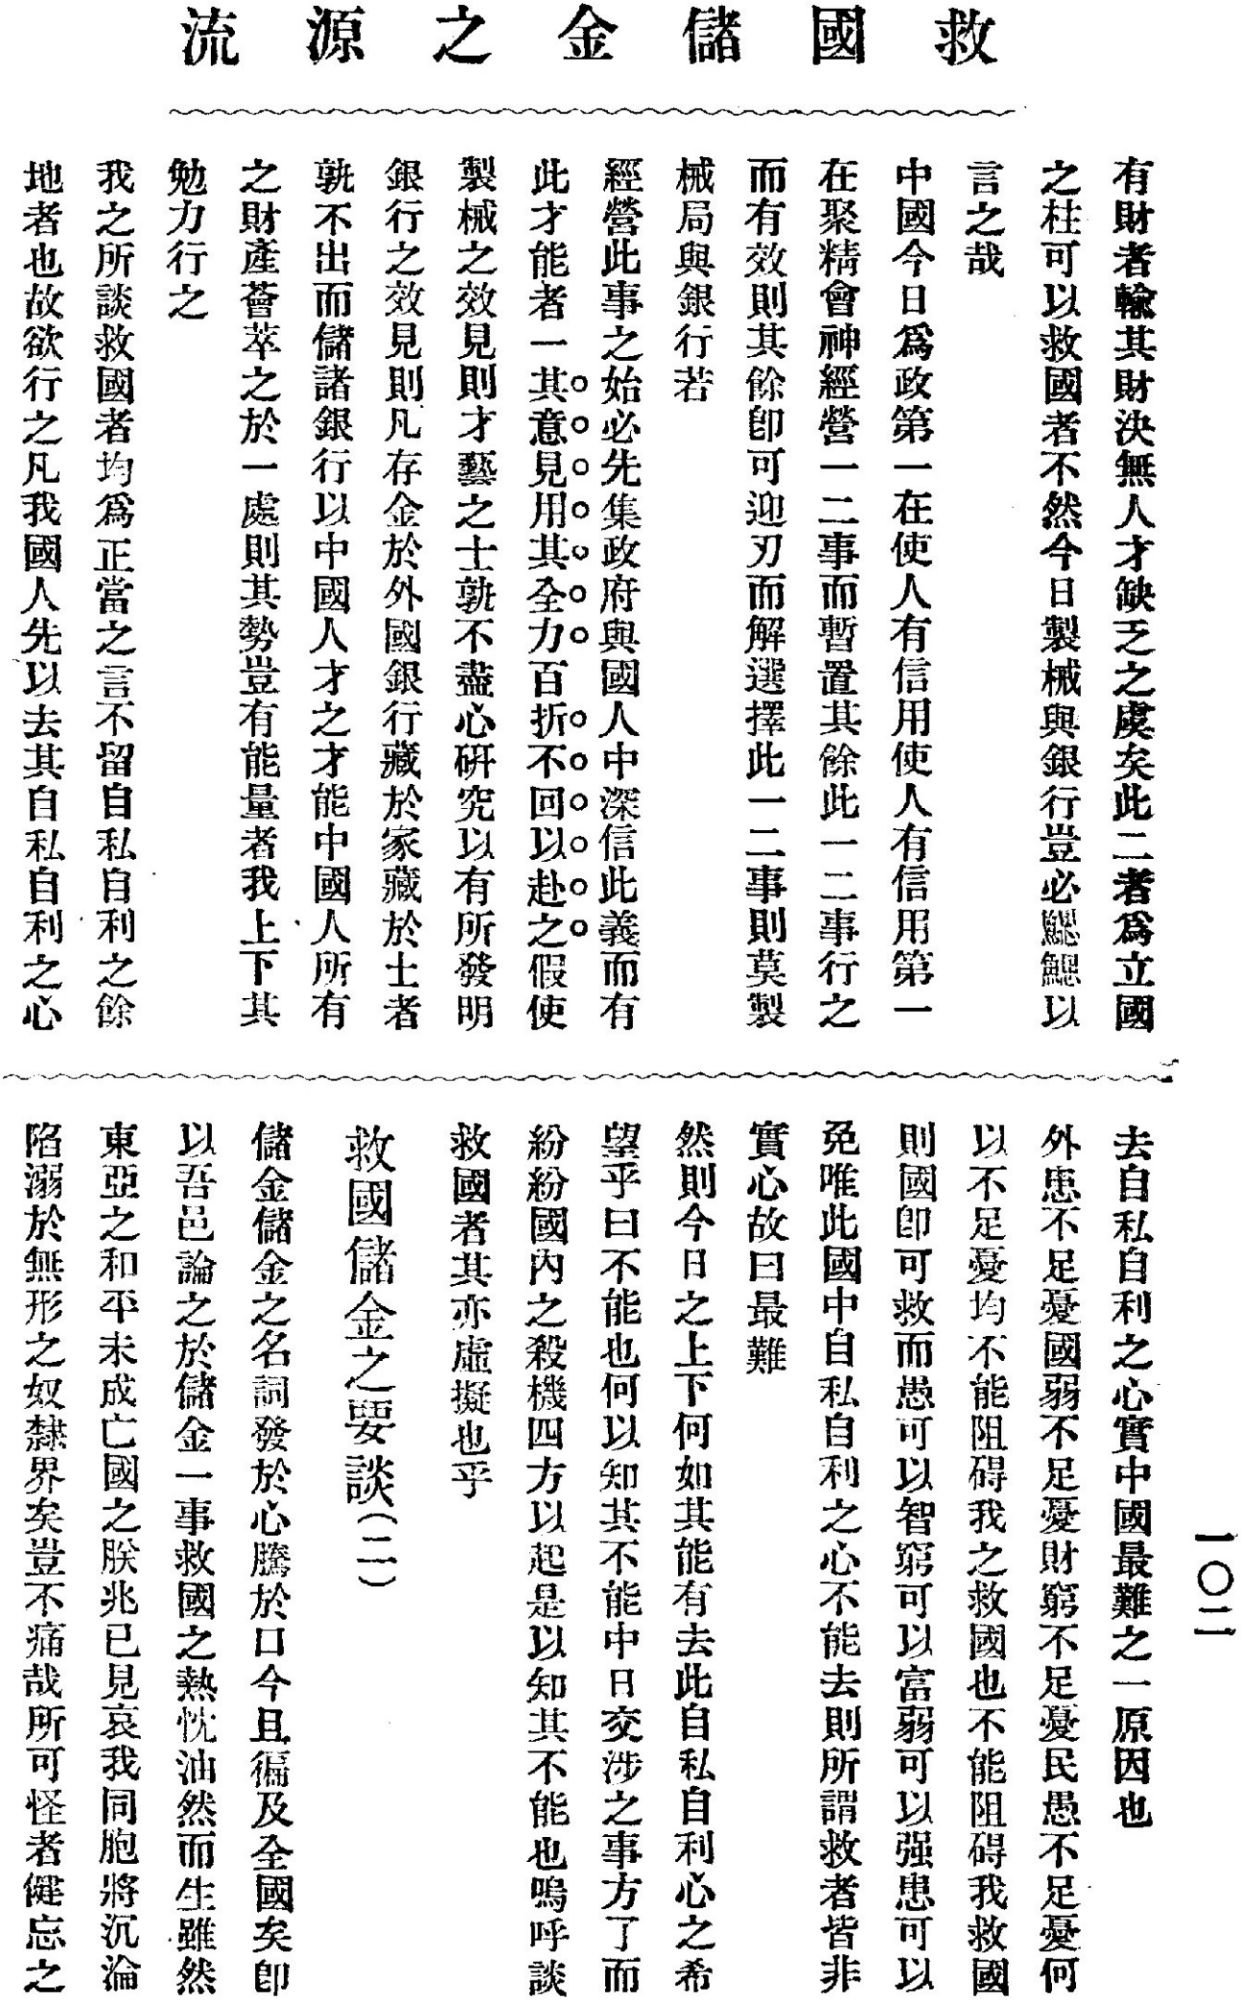 救國儲金之源流
有財者輸其財決無人才缺乏之虞矣此二者爲立國
之柱可以救國者不然今日製械與銀行豈必鰓鰓以
言之哉
中國今日爲政第一在使人有信用使人有信用第一
在聚精會神經營一二事而暫置其餘此一二事行之
而有效則其餘卽可迎刃而解選擇此一二事則莫製
械局與銀行若
經營此事之始必先集政府與國人中深信此義而有
此才能者一其意見用其全力百折不回以赴之假使
製械之效見則才藝之士孰不盡心硏究以有所發明
銀行之效見則凡存金於外國銀行藏於家藏於士者
孰不出而儲諸銀行以中國人才之才能中國人所有
之財產薈萃之於一處則其勢豈有能量者我上下其
勉力行之
我之所談救國者均爲正當之言不留自私自利之餘
地者也故欲行之凡我國人先以去其自私自利之心
去自私自利之心實中國最難之一原因也
外患不足憂國弱不足憂財窮不足憂民愚不足憂何
以不足憂均不能阻碍我之救國也不能阻碍我救國
則國卽可救而愚可以智窮可以富弱可以强患可以
免唯此國中自私自利之心不能去則所謂救者皆非
實心故曰最難
然則今日之上下何如其能有去此自私自利心之希
望乎曰不能也何以知其不能中日交涉之事方了而
紛紛國內之殺機四方以起是以知其不能也嗚呼談
救國者其亦虛擬也乎
救國儲金之要談(二)
儲金儲金之名詞發於心騰於口今且徧及全國矣卽
以吾邑論之於儲金一事救國之熱忱油然而生雖然
東亞之和平未成亡國之朕兆已見哀我同胞將沉淪
陷溺於無形之奴隸界矣豈不痛哉所可怪者健忘之
一〇二